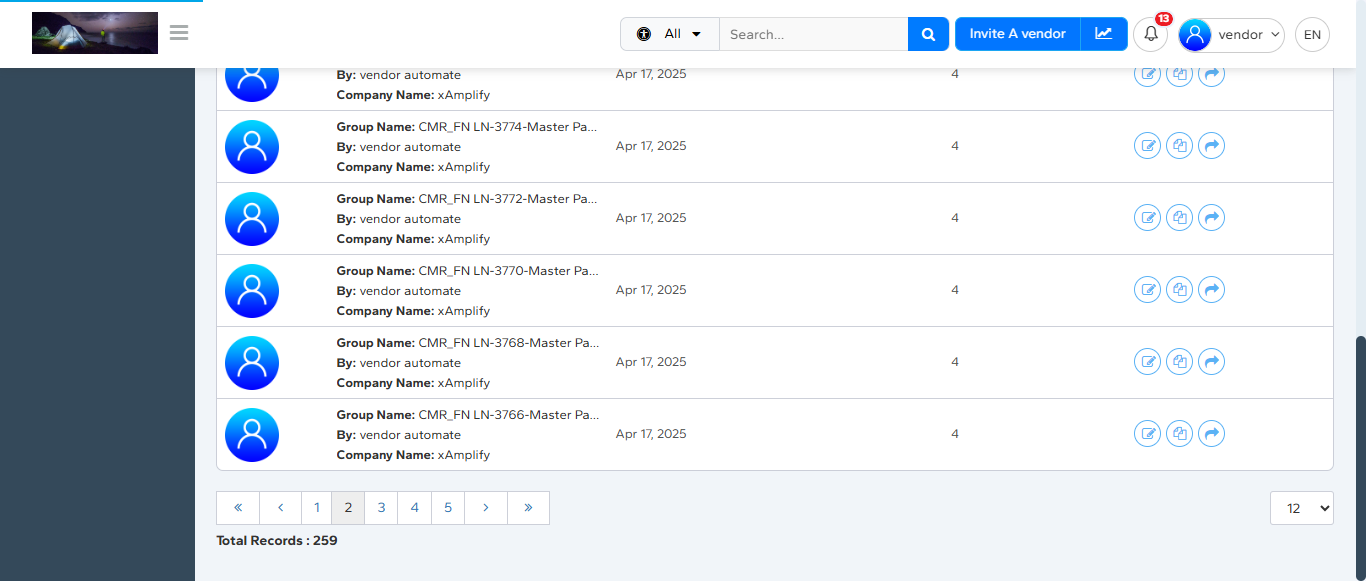 All
Search...
Invite A vendor
13
vendor
EN
By: vendor automate
Apr 17, 2025
4
Company Name: xAmplify
Group Name: CMR_FN LN-3774-Master Pa...
By: vendor automate
Apr 17, 2025
4
Company Name: xAmplify
Group Name: CMR_FN LN-3772-Master Pa...
By: vendor automate
Apr 17, 2025
4
Company Name: xAmplify
Group Name: CMR_FN LN-3770-Master Pa...
By: vendor automate
Apr 17, 2025
4
Company Name: xAmplify
Group Name: CMR_FN LN-3768-Master Pa...
By: vendor automate
Apr 17, 2025
4
Company Name: xAmplify
Group Name: CMR_FN LN-3766-Master Pa...
By: vendor automate
Apr 17, 2025
4
Company Name: xAmplify
« ‹ 1 2 3 4 5 › »
12
Total Records : 259